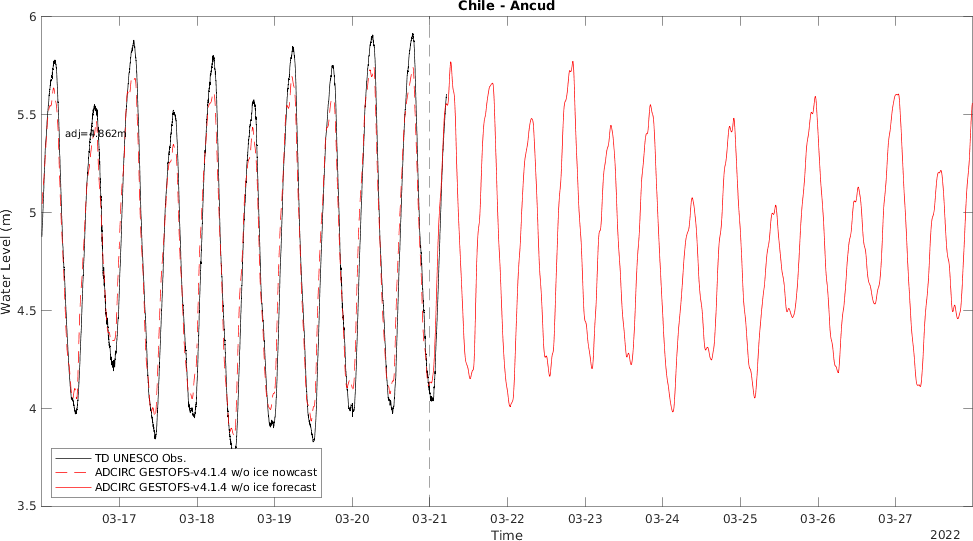 Chile - Ancud
6
5.5
5
4.5
4
3.5
Water Level (m)
adj=4.862m
TD UNESCO Obs.
ADCIRC GESTOFS-v4.1.4 w/o ice nowcast
ADCIRC GESTOFS-v4.1.4 w/o ice forecast
03-17 03-18 03-19 03-20 03-21 03-22 03-23 03-24 03-25 03-26 03-27
Time
2022